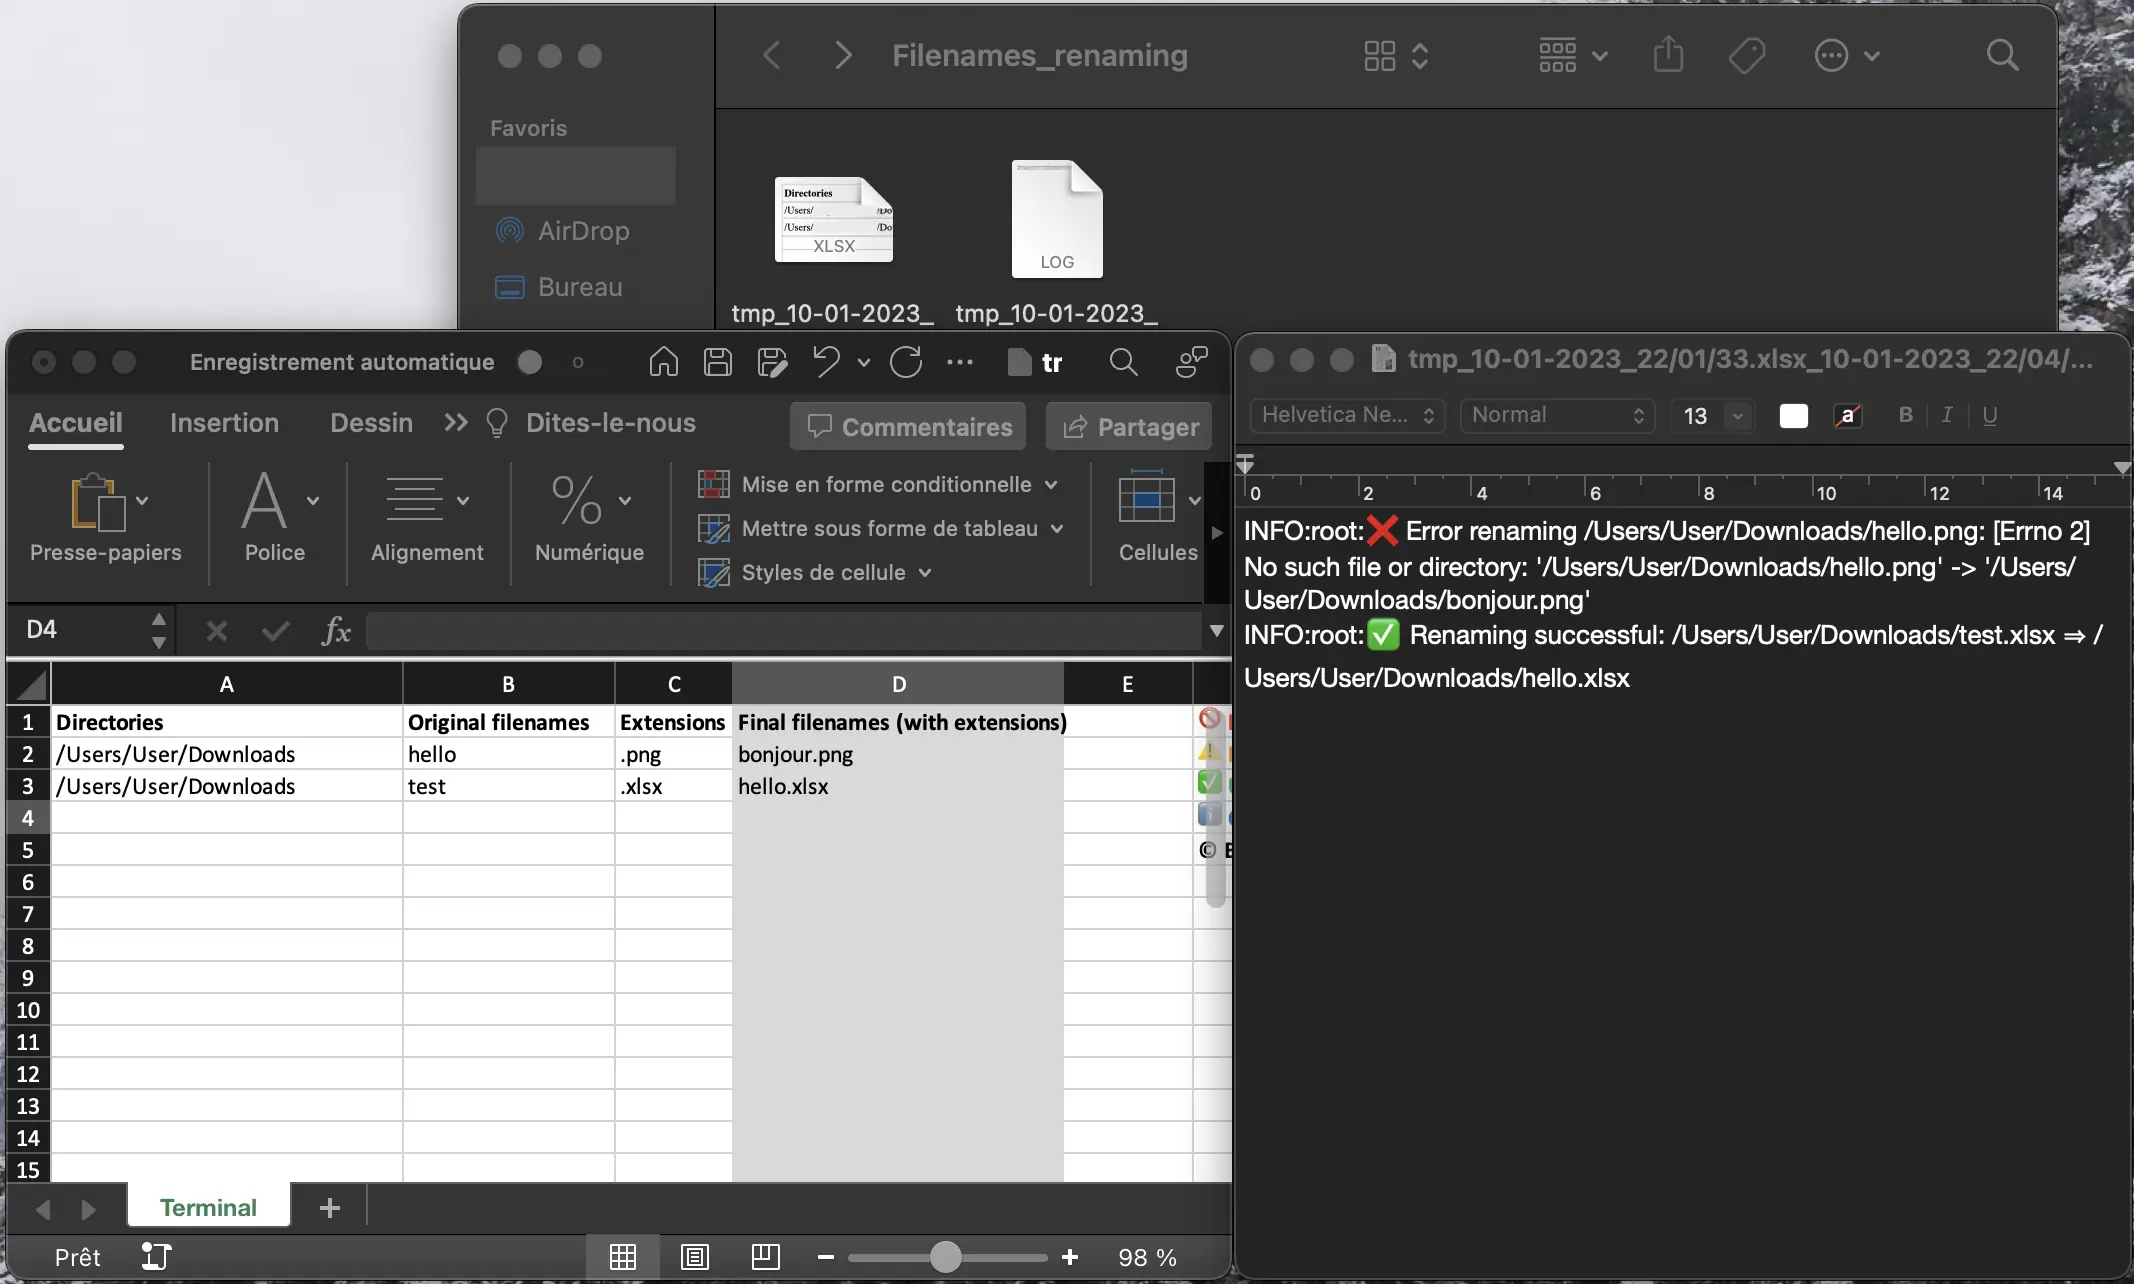 Filenames_renaming
Favoris
AirDrop
Bureau
Directories
/Users/
/Users/
XLSX
LOG
tmp_10-01-2023_
tmp_10-01-2023_
Enregistrement automatique
tr
Accueil
Insertion
Dessin
Dites-le-nous
Commentaires
Partager
Presse-papiers
Police
Alignement
Numérique
Mise en forme conditionnelle
Mettre sous forme de tableau
Styles de cellule
Cellules
D4
fx
A B C D E
1 Directories Original filenames Extensions Final filenames (with extensions)
2 /Users/User/Downloads hello .png bonjour.png
3 /Users/User/Downloads test .xlsx hello.xlsx
4
5 ©
6
7
8
9
10
11
12
13
14
15
Terminal
Prêt
98 %
tmp_10-01-2023_22/01/33.xlsx_10-01-2023_22/04/...
Helvetica Ne...
Normal
13
a
B I U
0 2 4 6 8 10 12 14
INFO:root:❌ Error renaming /Users/User/Downloads/hello.png: [Errno 2]
No such file or directory: '/Users/User/Downloads/hello.png' -> '/Users/
User/Downloads/bonjour.png'
INFO:root:✅ Renaming successful: /Users/User/Downloads/test.xlsx ⇒ /
Users/User/Downloads/hello.xlsx